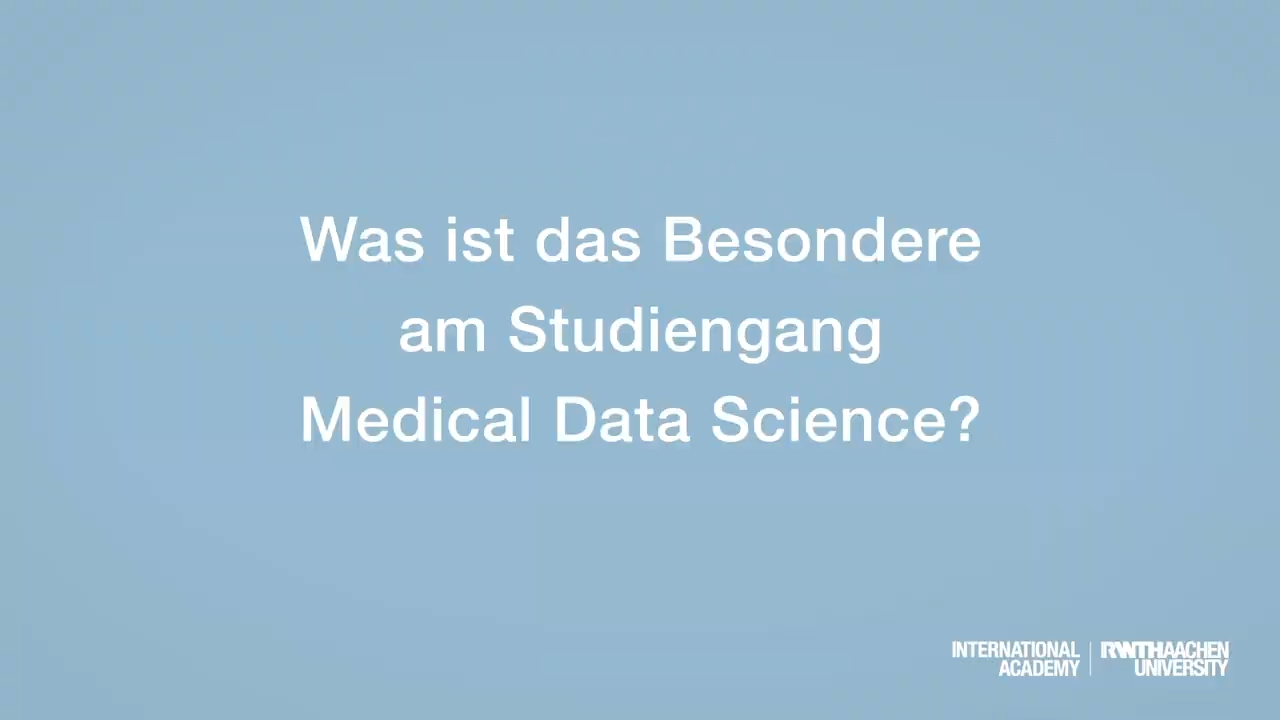 Was ist das Besondere
am Studiengang
Medical Data Science?
INTERNATIONAL
ACADEMY
RWTHAACHEN
UNIVERSITY